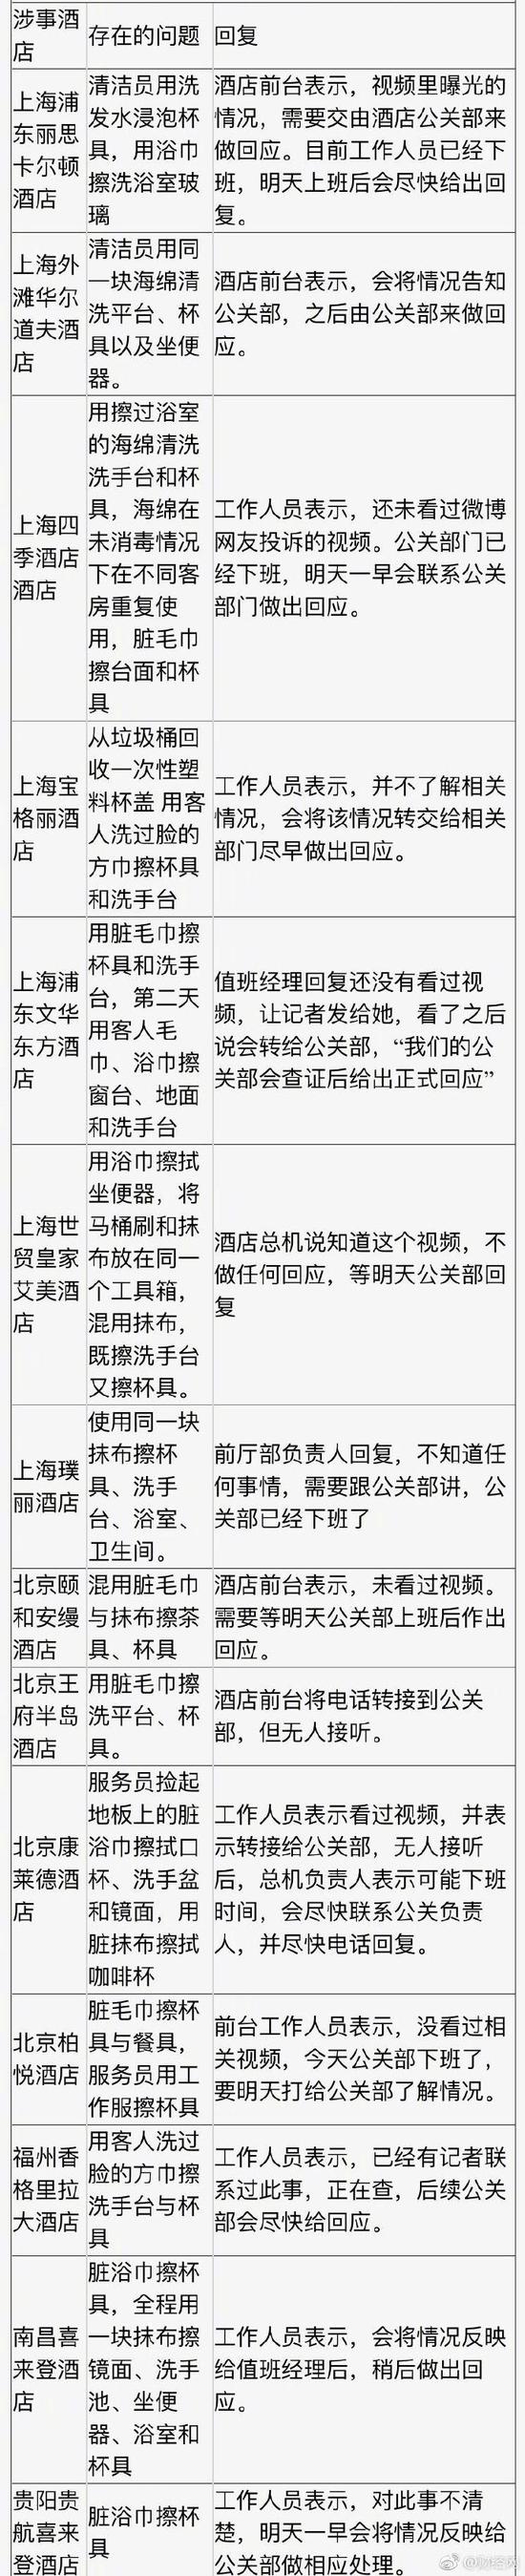 涉事酒
店
存在的问题
回复
上海浦
东丽思
卡尔顿
酒店
清洁员用洗
发水浸泡杯
具，用浴巾
擦洗浴室玻
璃
酒店前台表示，视频里曝光的
情况，需要交由酒店公关部来
做回应。目前工作人员已经下
班，明天上班后会尽快给出回
复。
上海外
滩华尔
道夫酒
店
清洁员用同
一块海绵清
洗平台、杯
具以及坐便
器。
酒店前台表示，会将情况告知
公关部，之后由公关部来做回
应。
上海四
季酒店
酒店
用擦过浴室
的海绵清洗
洗手台和杯
具，海绵在
未消毒情况
下在不同客
房重复使
用，脏毛巾
擦台面和杯
具
工作人员表示，还未看过微博
网友投诉的视频。公关部门已
经下班，明天一早会联系公关
部门做出回应。
上海宝
格丽酒
店
从垃圾桶回
收一次性塑
料杯盖 用客
人洗过脸的
方巾擦杯具
和洗手台
工作人员表示，并不了解相关
情况，会将该情况转交给相关
部门尽早做出回应。
上海浦
东文华
东方酒
店
用脏毛巾擦
杯具和洗手
台，第二天
用客人毛
巾、浴巾擦
窗台、地面
和洗手台
值班经理回复还没有看过视
频，让记者发给她，看了之后
说会转给公关部，“我们的公
关部会查证后给出正式回应”
上海世
贸皇家
艾美酒
店
用浴巾擦拭
坐便器，将
马桶刷和抹
布放在同一
个工具箱，
混用抹布，
既擦洗手台
又擦杯具。
酒店总机说知道这个视频，不
做任何回应，等明天公关部回
复
上海璞
丽酒店
使用同一块
抹布擦杯
具、洗手
台、浴室、
卫生间。
前厅部负责人回复，不知道任
何事情，需要跟公关部讲，公
关部已经下班了
北京颐
和安缦
酒店
混用脏毛巾
与抹布擦茶
具、杯具
酒店前台表示，未看过视频。
需要等明天公关部上班后作出
回应。
北京王
府半岛
酒店
用脏毛巾擦
洗平台、杯
具。
酒店前台将电话转接到公关
部，但无人接听。
北京康
莱德酒
店
服务员捡起
地板上的脏
浴巾擦拭口
杯、洗手盆
和镜面，用
脏抹布擦拭
咖啡杯
工作人员表示看过视频，并表
示转接给公关部，无人接听
后，总机负责人表示可能下班
时间，会尽快联系公关负责
人，并尽快电话回复。
北京柏
悦酒店
脏毛巾擦杯
具与餐具，
服务员用工
作服擦杯具
前台工作人员表示，没看过相
关视频，今天公关部下班了，
要明天打给公关部了解情况。
福州香
格里拉
大酒店
用客人洗过
脸的方巾擦
洗手台与杯
具
工作人员表示，已经有记者联
系过此事，正在查，后续公关
部会尽快给回应。
南昌喜
来登酒
店
脏浴巾擦杯
具，全程用
一块抹布擦
镜面、洗手
池、坐便
器、浴室和
杯具
工作人员表示，会将情况反映
给值班经理后，稍后做出回
应。
贵阳贵
航喜来
登酒店
脏浴巾擦杯
具
工作人员表示，对此事不清
楚，明天一早会将情况反映给
公关部做相应处理。
@财经网